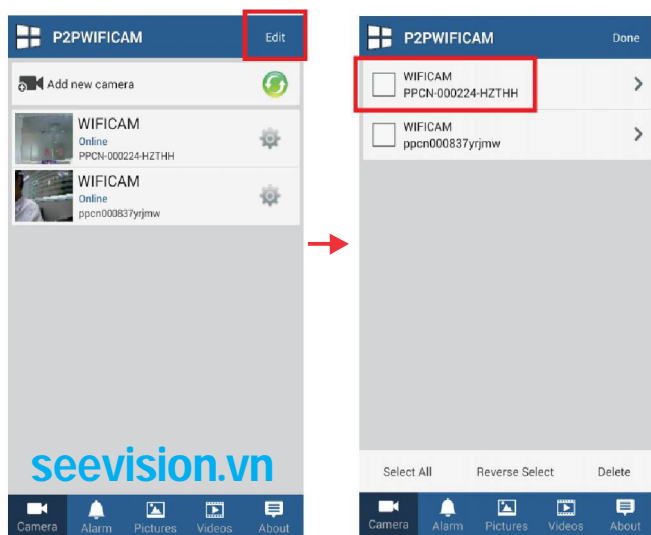 P2PWIFICAM
Edit
Add new camera
WIFICAM
Online
PPCN-000224-HZTHH
WIFICAM
Online
ppcn000837yrjmw
seevision.vn
Camera
Alarm
Pictures
Videos
About
P2PWIFICAM
Done
WIFICAM
PPCN-000224-HZTHH
WIFICAM
ppcn000837yrjmw
Select All
Reverse Select
Delete
Camera
Alarm
Pictures
Videos
About